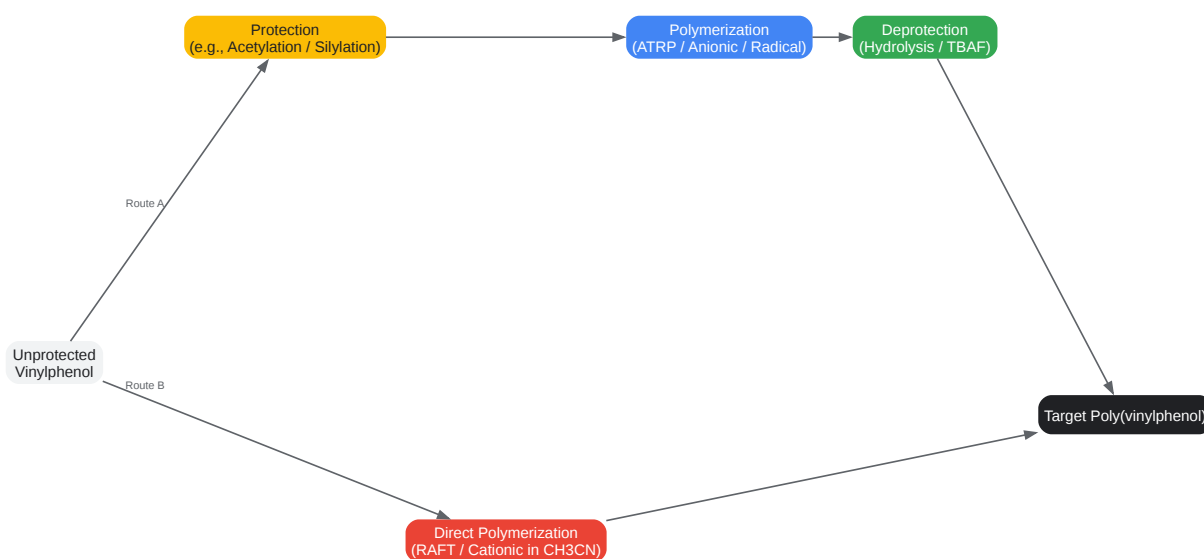 Protection
(e.g., Acetylation / Silylation)
Polymerization
(ATRP / Anionic / Radical)
Deprotection
(Hydrolysis / TBAF)
Route A
Unprotected
Vinylphenol
Route B
Target Poly(vinylphenol)
Direct Polymerization
(RAFT / Cationic in CH3CN)